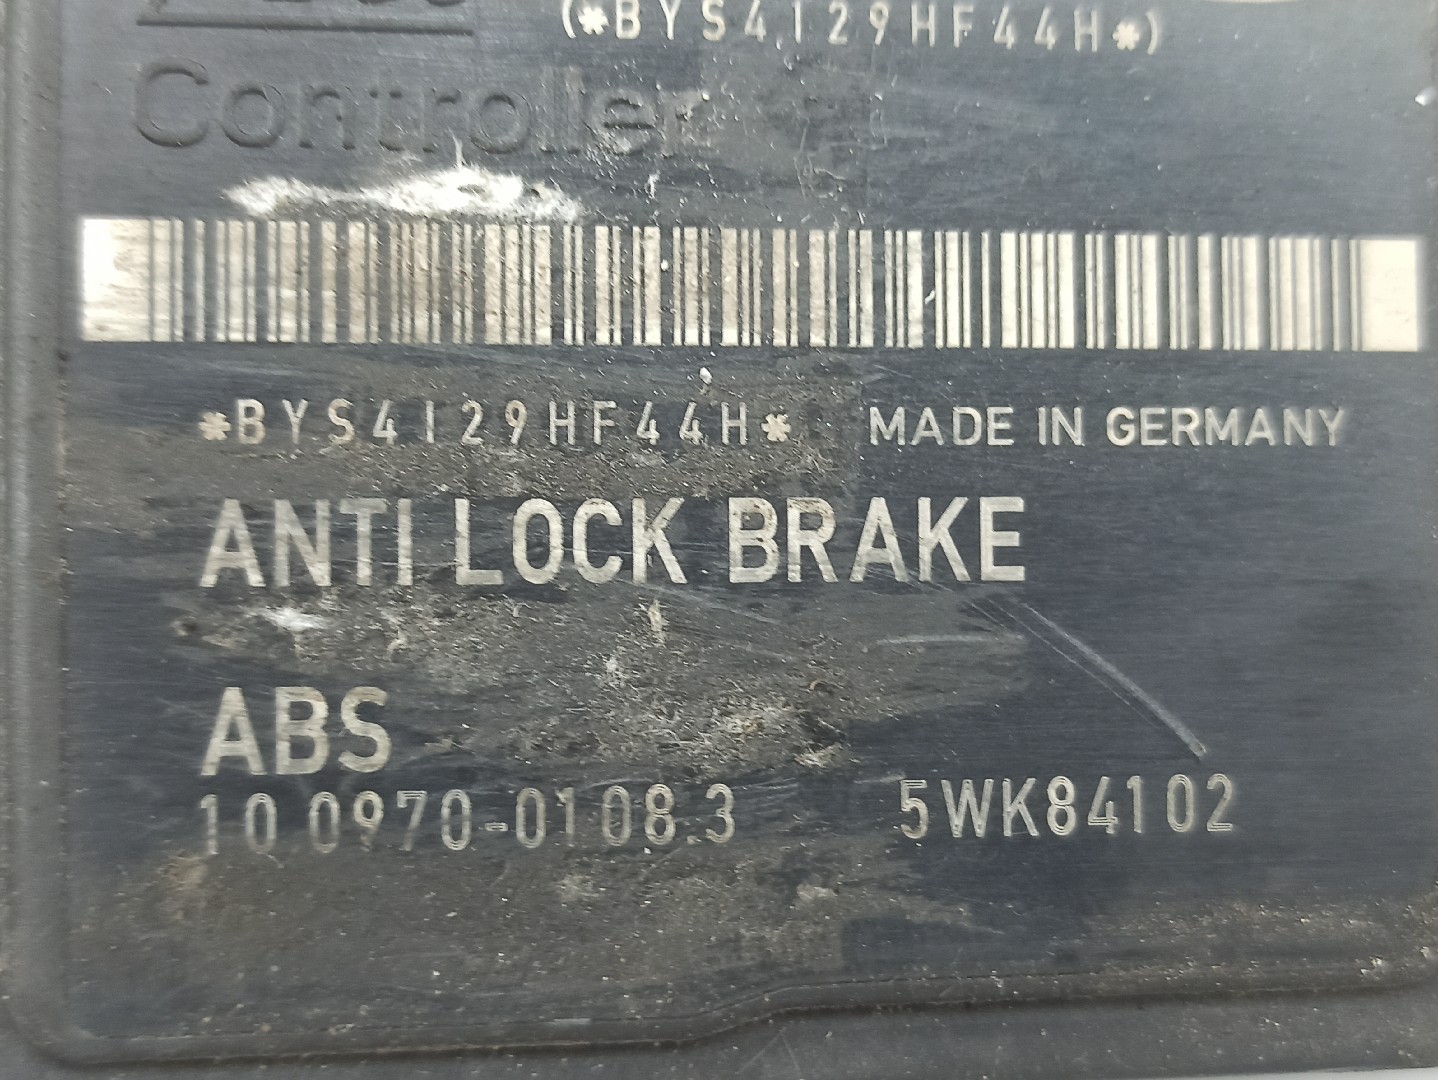 (*BYS4129HF44H*)
Controller
*BYS4129HF44H* MADE IN GERMANY
ANTI LOCK BRAKE
ABS
10.0970-0108.3 5WK84102